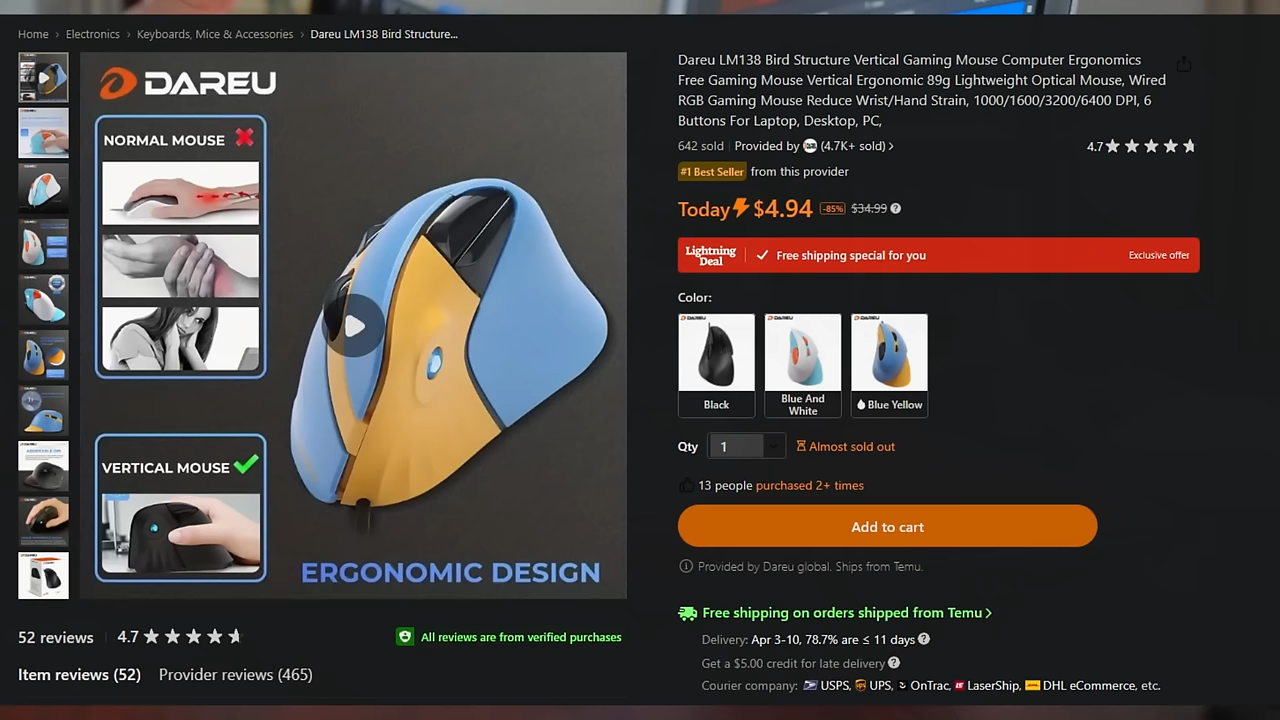 Home > Electronics > Keyboards, Mice & Accessories > Dareu LM138 Bird Structure...
DAREU
NORMAL MOUSE
VERTICAL MOUSE
ERGONOMIC DESIGN
52 reviews 4.7
All reviews are from verified purchases
Item reviews (52) Provider reviews (465)
Dareu LM138 Bird Structure Vertical Gaming Mouse Computer Ergonomics
Free Gaming Mouse Vertical Ergonomic 89g Lightweight Optical Mouse, Wired
RGB Gaming Mouse Reduce Wrist/Hand Strain, 1000/1600/3200/6400 DPI, 6
Buttons For Laptop, Desktop, PC,
642 sold Provided by (4.7K+ sold) > 4.7
#1 Best Seller from this provider
Today $4.94 -85% $34.99
Lightning Deal Free shipping special for you Exclusive offer
Color:
Black
Blue And White
Blue Yellow
Qty 1 Almost sold out
13 people purchased 2+ times
Add to cart
Provided by Dareu global. Ships from Temu.
Free shipping on orders shipped from Temu >
Delivery: Apr 3-10, 78.7% are ≤ 11 days
Get a $5.00 credit for late delivery
Courier company: USPS, UPS, OnTrac, LaserShip, DHL eCommerce, etc.